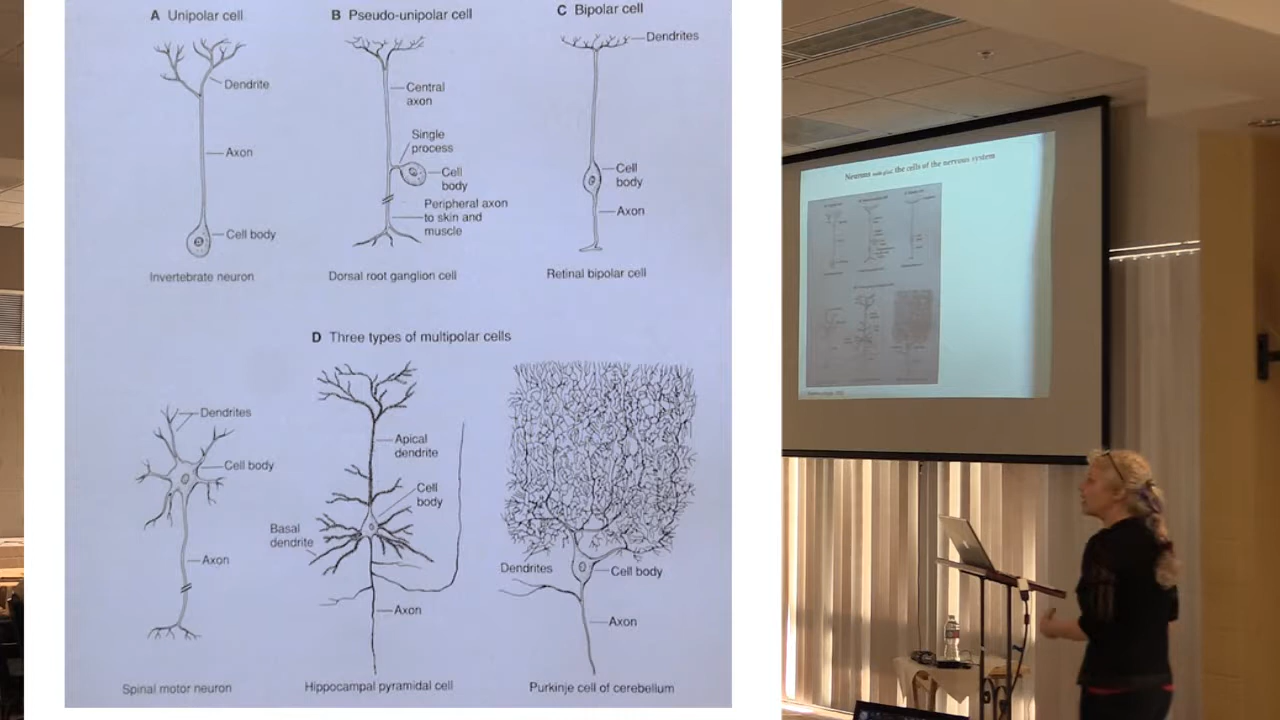 A Unipolar cell
Dendrite
Axon
Cell body
Invertebrate neuron
B Pseudo-unipolar cell
Central
axon
Single
process
Cell
body
Peripheral axon
to skin and
muscle
Dorsal root ganglion cell
C Bipolar cell
Dendrites
Cell
body
Axon
Retinal bipolar cell
D Three types of multipolar cells
Dendrites
Cell body
Axon
Spinal motor neuron
Apical
dendrite
Cell
body
Basal
dendrite
Axon
Hippocampal pyramidal cell
Dendrites
Cell body
Axon
Purkinje cell of cerebellum
Neurons the cells of the nervous system